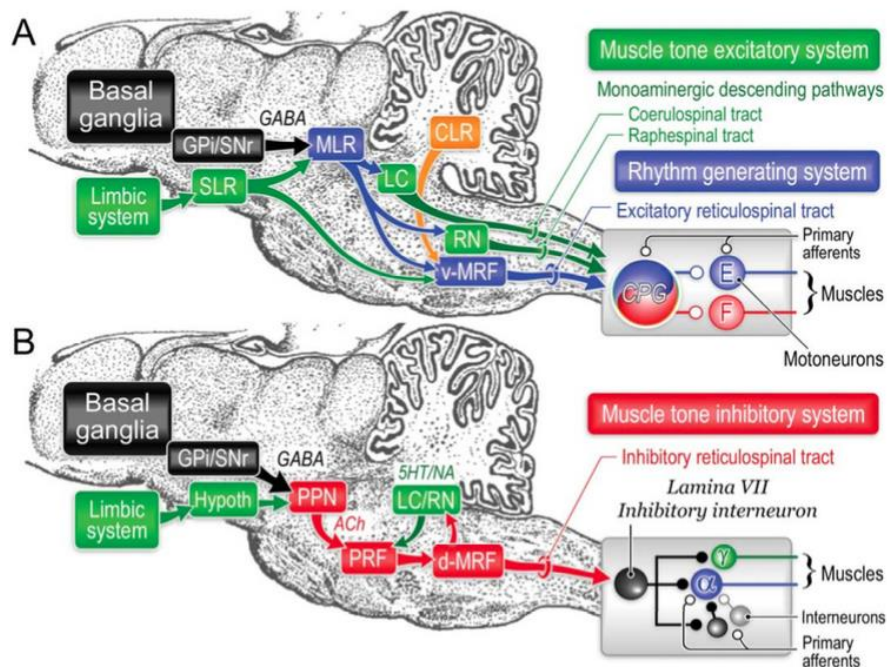 A
Muscle tone excitatory system
Basal
ganglia
Monoaminergic descending pathways
GABA
Coerulospinal tract
GPi/SNr
MLR
CLR
Raphespinal tract
Limbic
system
SLR
LC
Rhythm generating system
Excitatory reticulospinal tract
RN
Primary
afferents
v-MRF
CPG
E
F
Muscles
Motoneurons
B
Basal
ganglia
Muscle tone inhibitory system
GPi/SNr
GABA
5HT/NA
Inhibitory reticulospinal tract
Limbic
system
Hypoth
PPN
LC/RN
Lamina VII
Inhibitory interneuron
ACh
PRF
d-MRF
γ
α
Muscles
Interneurons
Primary
afferents